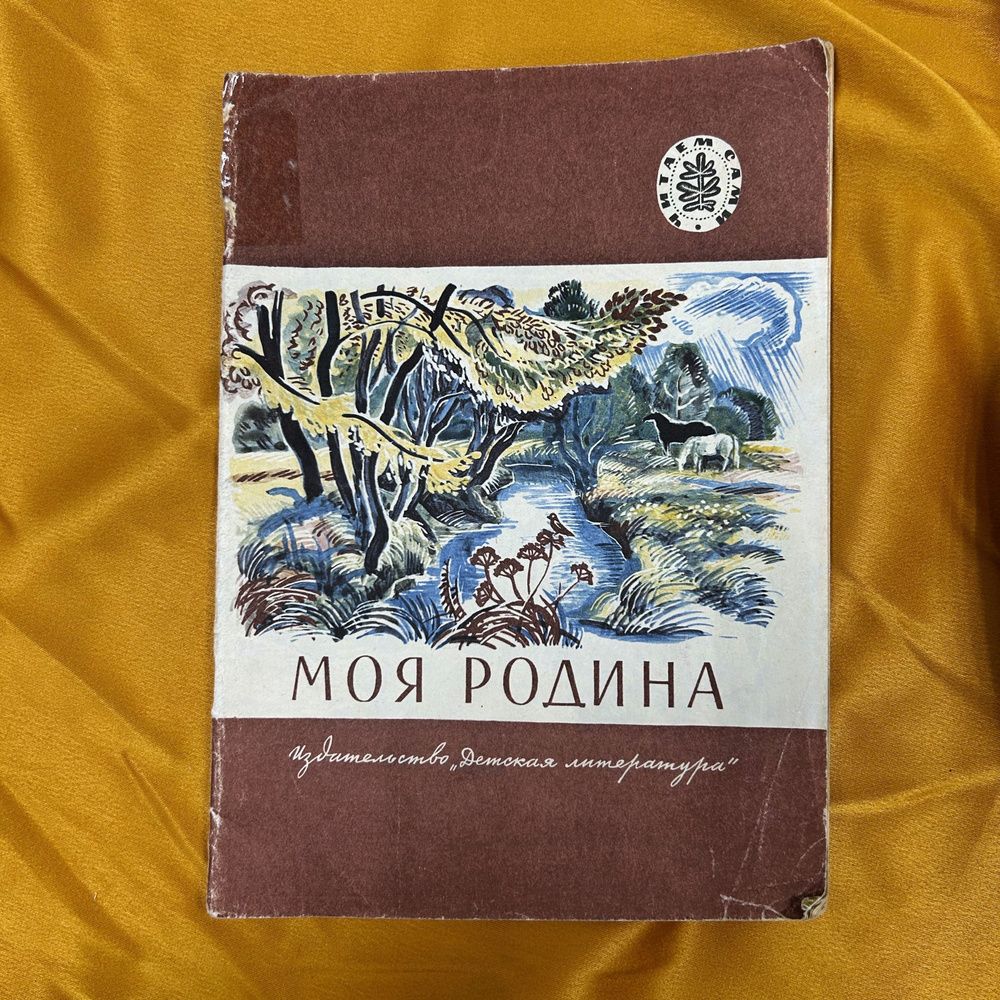 ЧИТАЕМ САМИ •
МОЯ РОДИНА
Издательство „Детская литература"